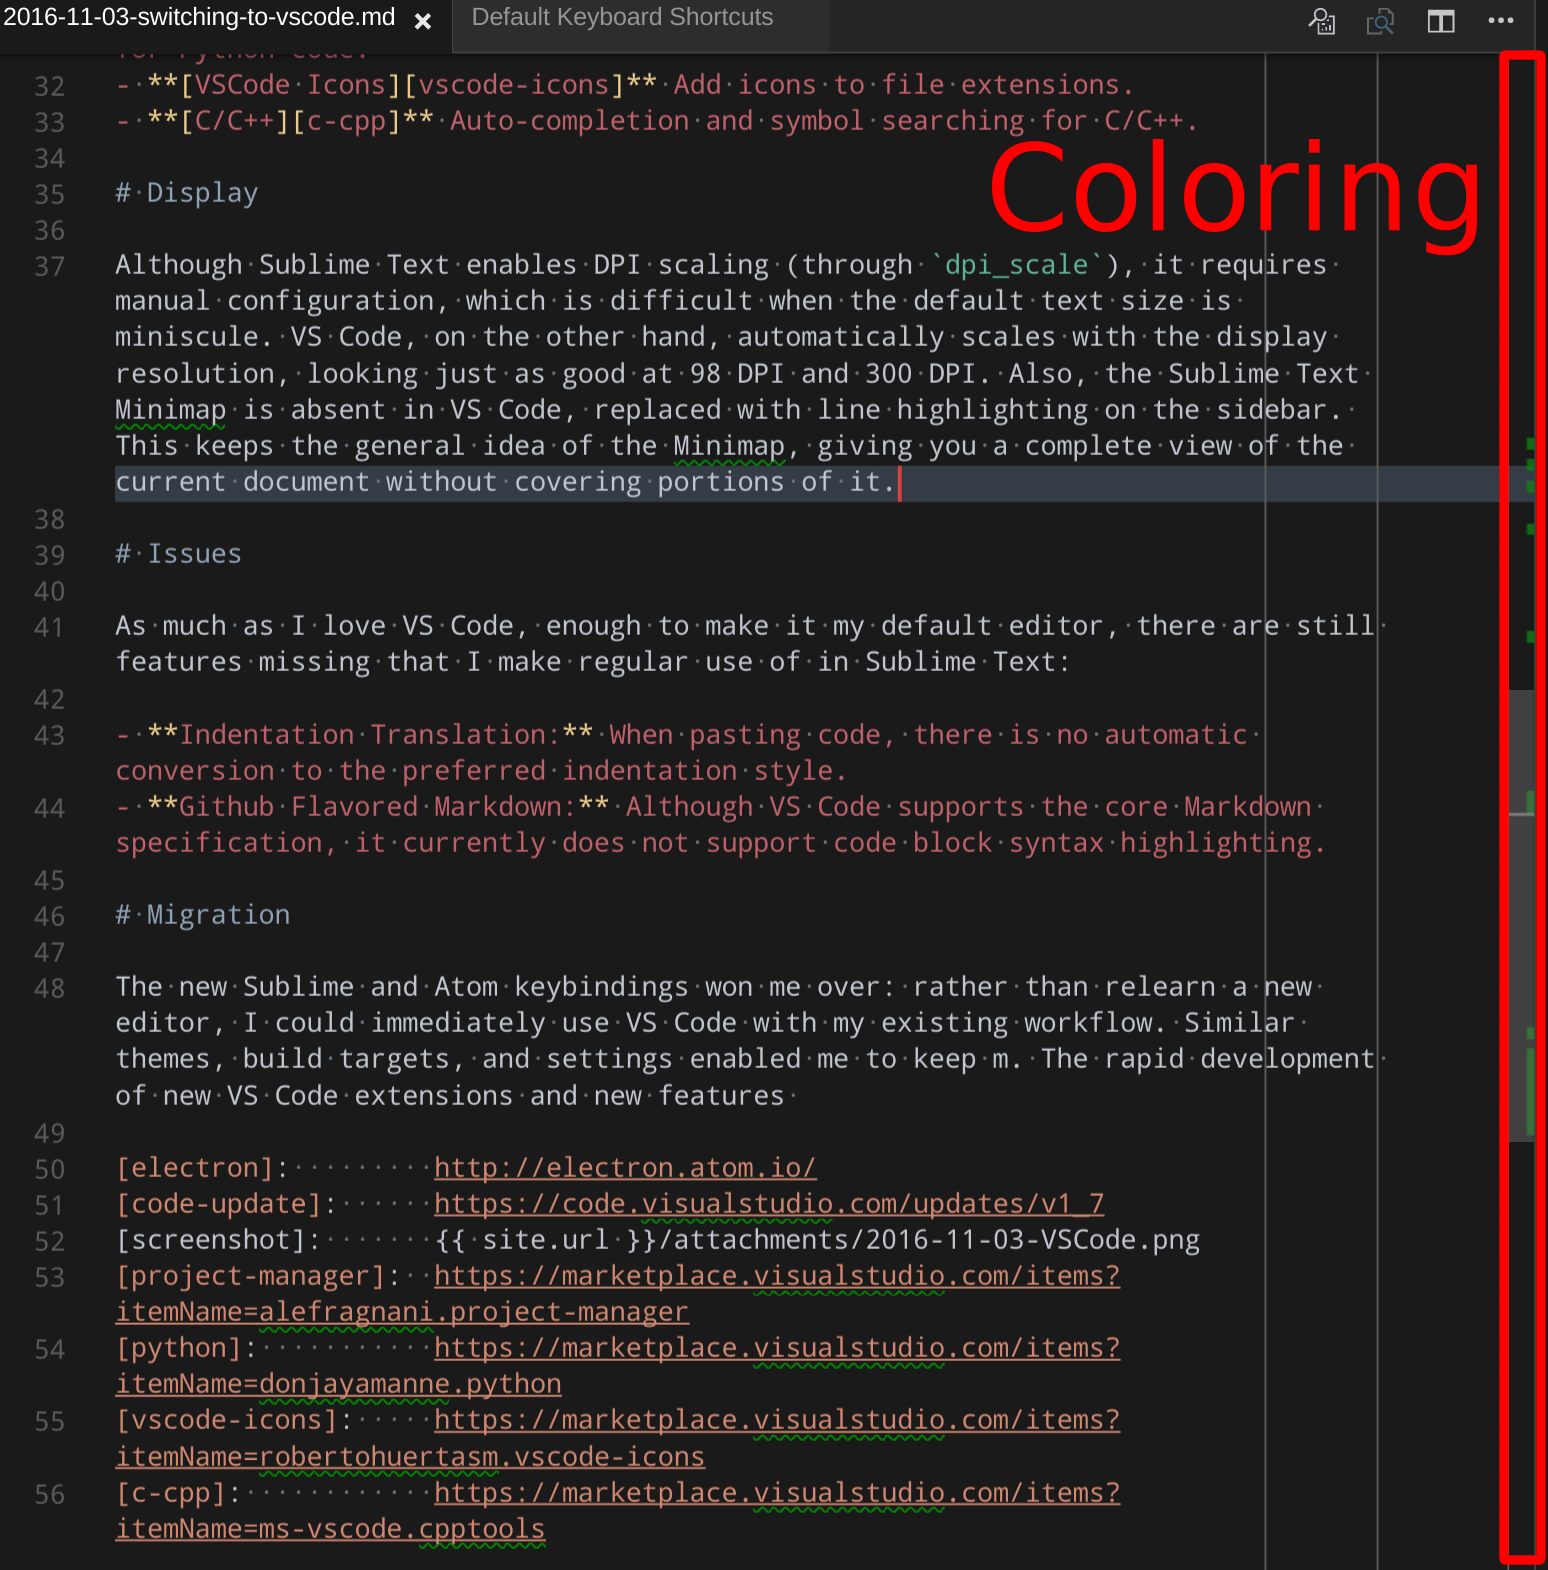 2016-11-03-switching-to-vscode.md × Default Keyboard Shortcuts
for Python code.
32 - **[VSCode Icons][vscode-icons]** Add icons to file extensions.
33 - **[C/C++][c-cpp]** Auto-completion and symbol searching for C/C++.
Coloring
34
35 # Display
36
37 Although Sublime Text enables DPI scaling (through `dpi_scale`), it requires
manual configuration, which is difficult when the default text size is
miniscule. VS Code, on the other hand, automatically scales with the display
resolution, looking just as good at 98 DPI and 300 DPI. Also, the Sublime Text
Minimap is absent in VS Code, replaced with line highlighting on the sidebar.
This keeps the general idea of the Minimap, giving you a complete view of the
current document without covering portions of it.
38
39 # Issues
40
41 As much as I love VS Code, enough to make it my default editor, there are still
features missing that I make regular use of in Sublime Text:
42
43 - **Indentation Translation:** When pasting code, there is no automatic
conversion to the preferred indentation style.
44 - **Github Flavored Markdown:** Although VS Code supports the core Markdown
specification, it currently does not support code block syntax highlighting.
45
46 # Migration
47
48 The new Sublime and Atom keybindings won me over: rather than relearn a new
editor, I could immediately use VS Code with my existing workflow. Similar
themes, build targets, and settings enabled me to keep m. The rapid development
of new VS Code extensions and new features
49
50 [electron]: http://electron.atom.io/
51 [code-update]: https://code.visualstudio.com/updates/v1_7
52 [screenshot]: {{ site.url }}/attachments/2016-11-03-VSCode.png
53 [project-manager]: https://marketplace.visualstudio.com/items?
itemName=alefragnani.project-manager
54 [python]: https://marketplace.visualstudio.com/items?
itemName=donjayamanne.python
55 [vscode-icons]: https://marketplace.visualstudio.com/items?
itemName=robertohuertasm.vscode-icons
56 [c-cpp]: https://marketplace.visualstudio.com/items?
itemName=ms-vscode.cpptools